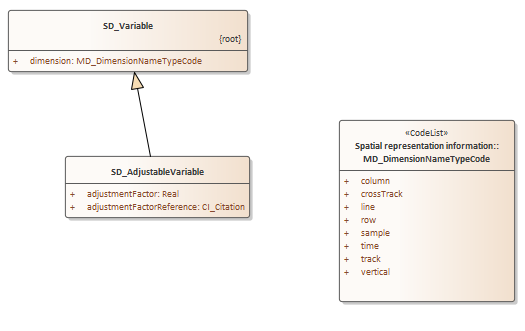 SD_Variable
{root}
+ dimension: MD_DimensionNameTypeCode
SD_AdjustableVariable
+ adjustmentFactor: Real
+ adjustmentFactorReference: CI_Citation
«CodeList»
Spatial representation information::
MD_DimensionNameTypeCode
+ column
+ crossTrack
+ line
+ row
+ sample
+ time
+ track
+ vertical